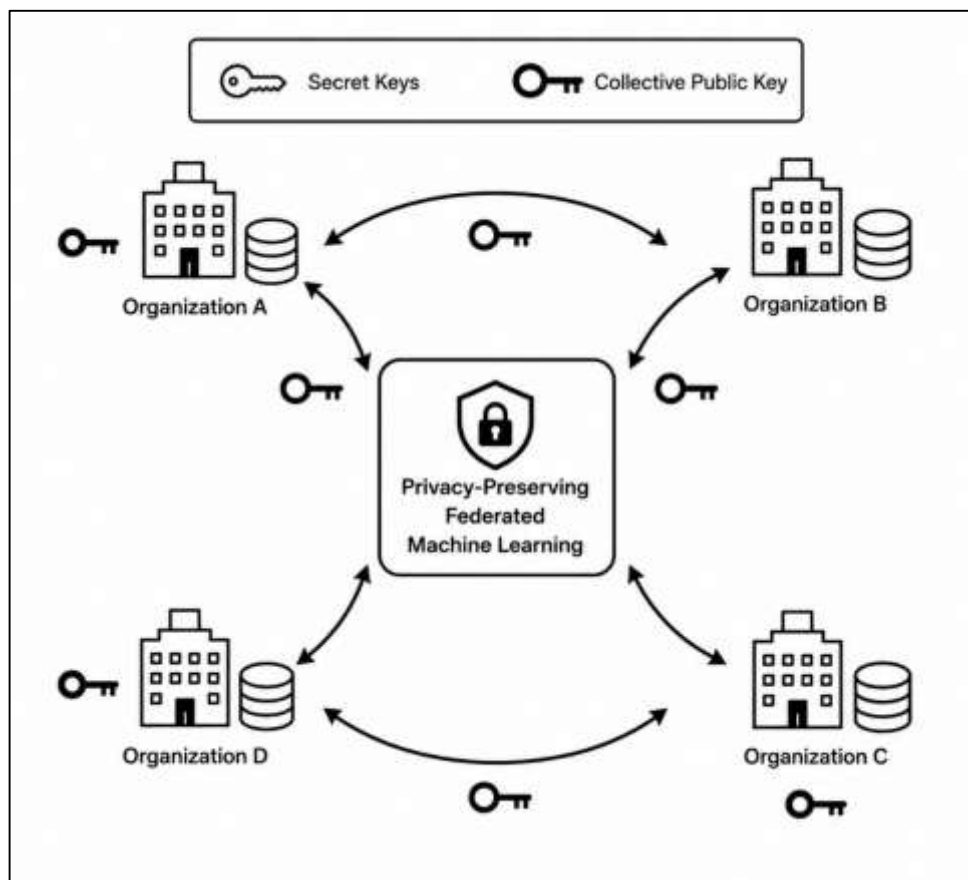 Secret Keys
Collective Public Key
Organization A
Organization B
Privacy-Preserving
Federated
Machine Learning
Organization D
Organization C